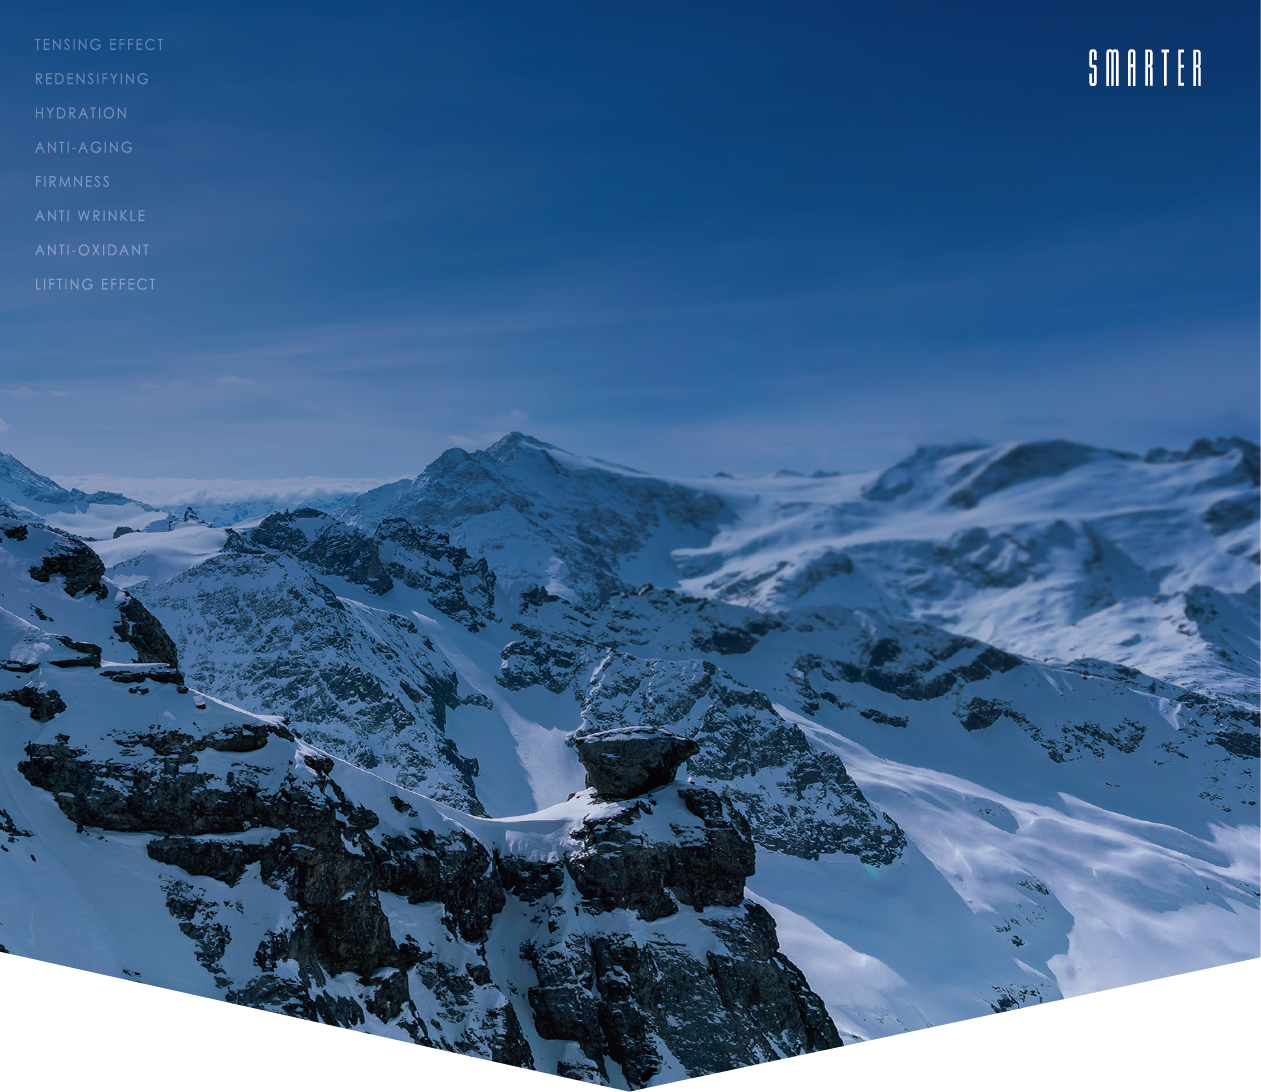 TENSING EFFECT
REDENSIFYING
HYDRATION
ANTI-AGING
FIRMNESS
ANTI WRINKLE
ANTI-OXIDANT
LIFTING EFFECT
SMARTER